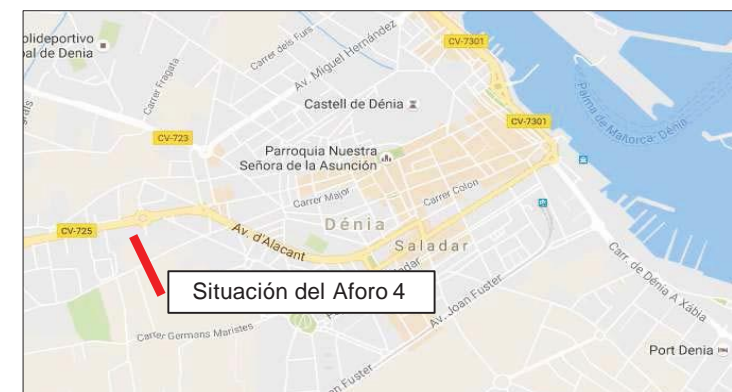 olideportivo
pal de Denia
Carrer Fragata
Carrer dels Furs
Av. Miguel Hernández
CV-7301
Castell de Dénia
CV-7301
Palma de Mallorca - Dénia
CV-723
Parroquia Nuestra
Señora de la Asunción
Carrer Major
Carrer Colon
Dénia
Saladar
CV-725
Av. d'Alacant
Carr. de Dénia A Xàbia
Situación del Aforo 4
Av. Joan Fuster
Carrer Germans Maristes
Port Denia
Fuster